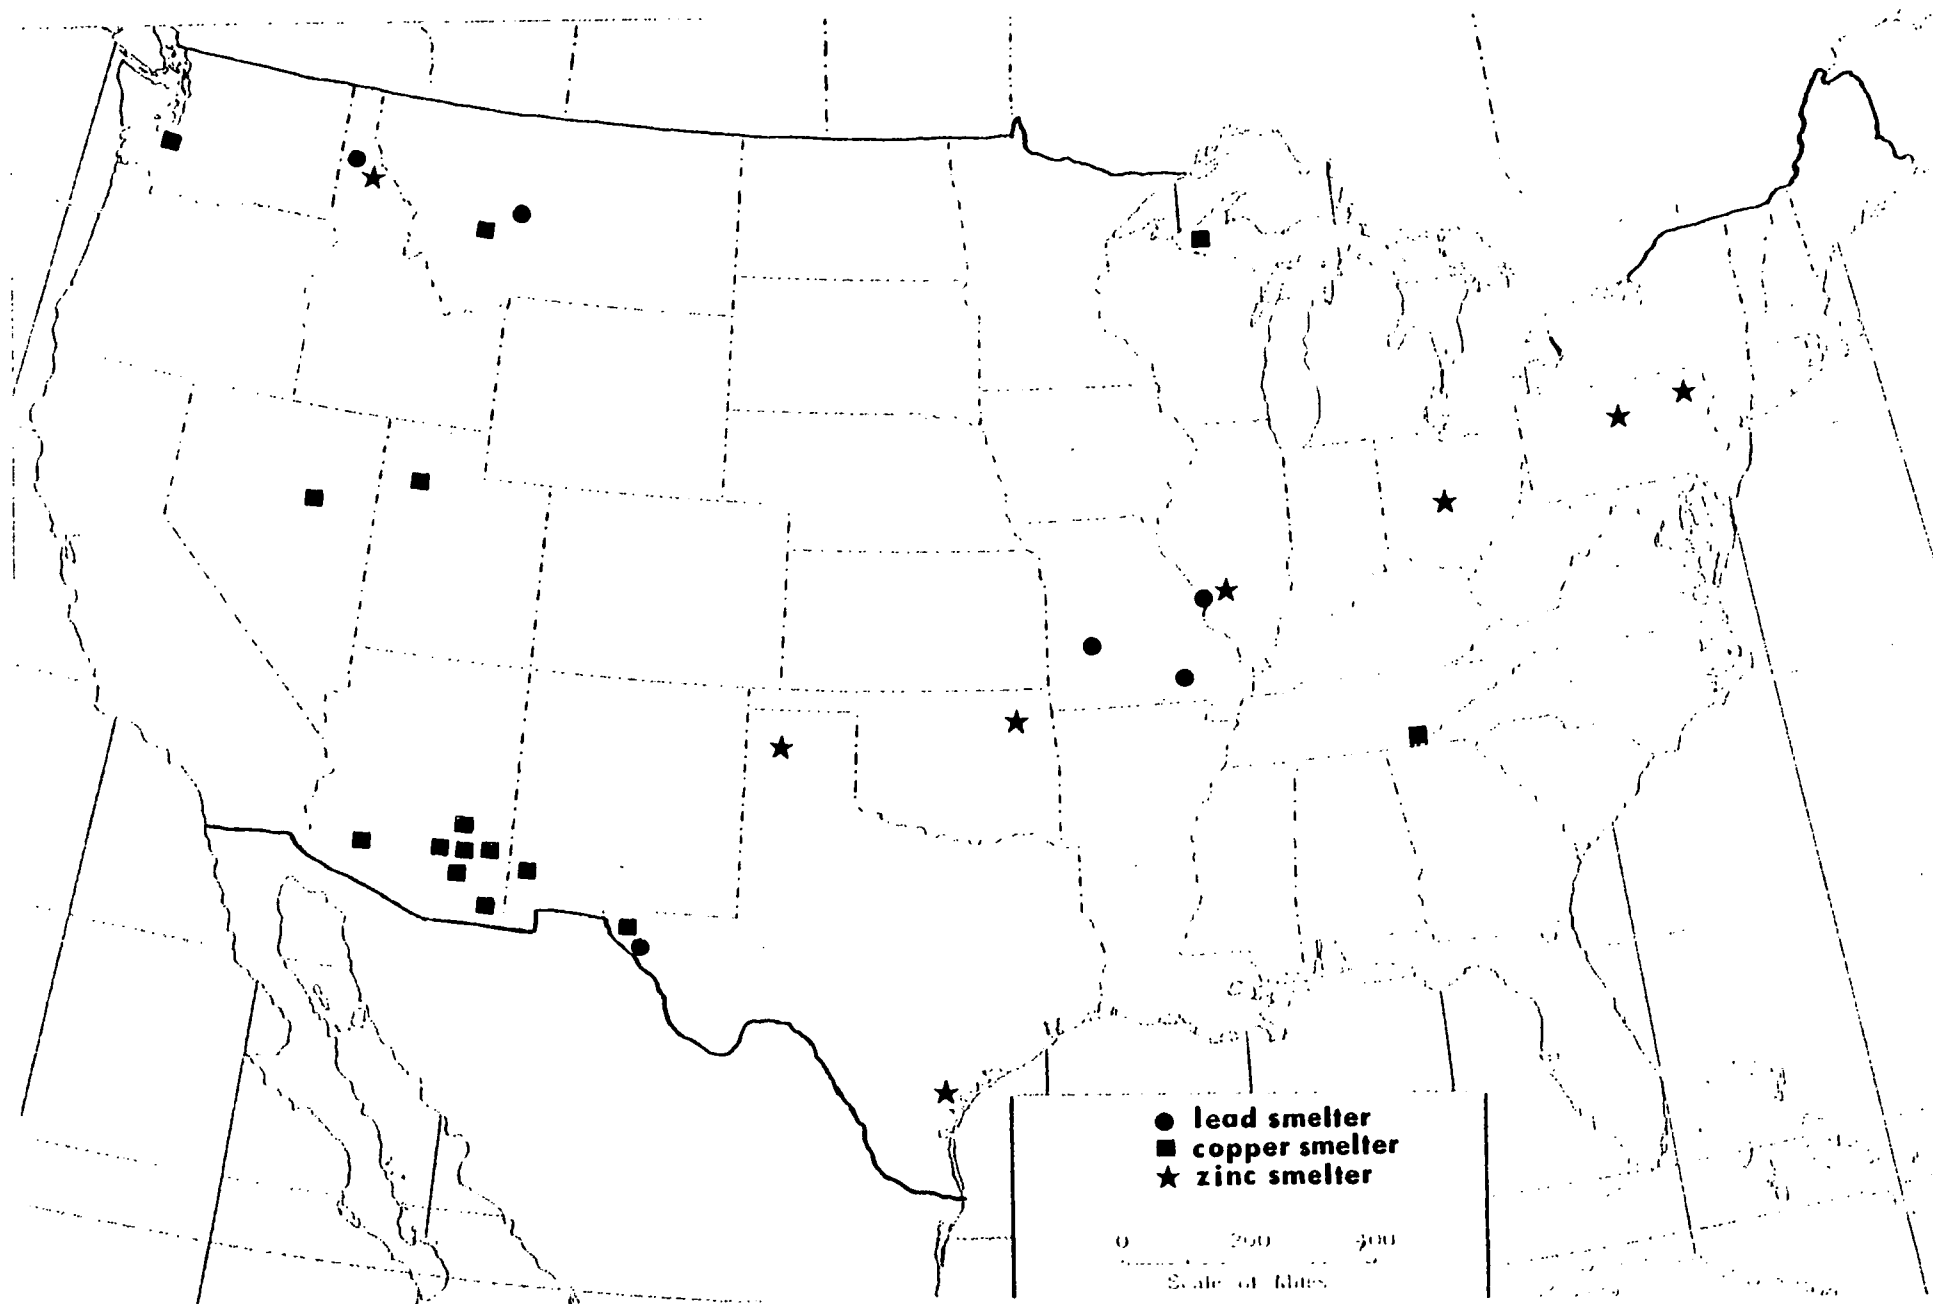 lead smelter
copper smelter
zinc smelter
0 200 400
Scale of Miles